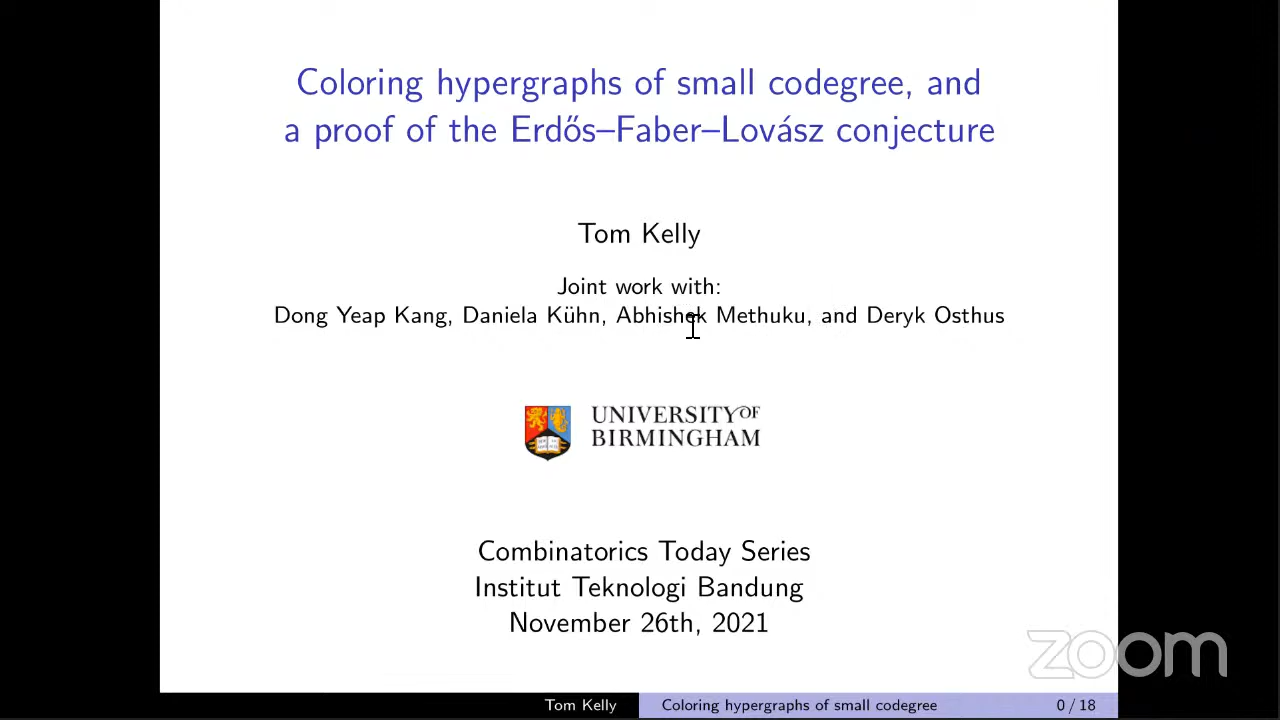 Coloring hypergraphs of small codegree, and
a proof of the Erdős–Faber–Lovász conjecture
Tom Kelly
Joint work with:
Dong Yeap Kang, Daniela Kühn, Abhishek Methuku, and Deryk Osthus
UNIVERSITY OF
BIRMINGHAM
Combinatorics Today Series
Institut Teknologi Bandung
November 26th, 2021
zoom
Tom Kelly
Coloring hypergraphs of small codegree
0 / 18